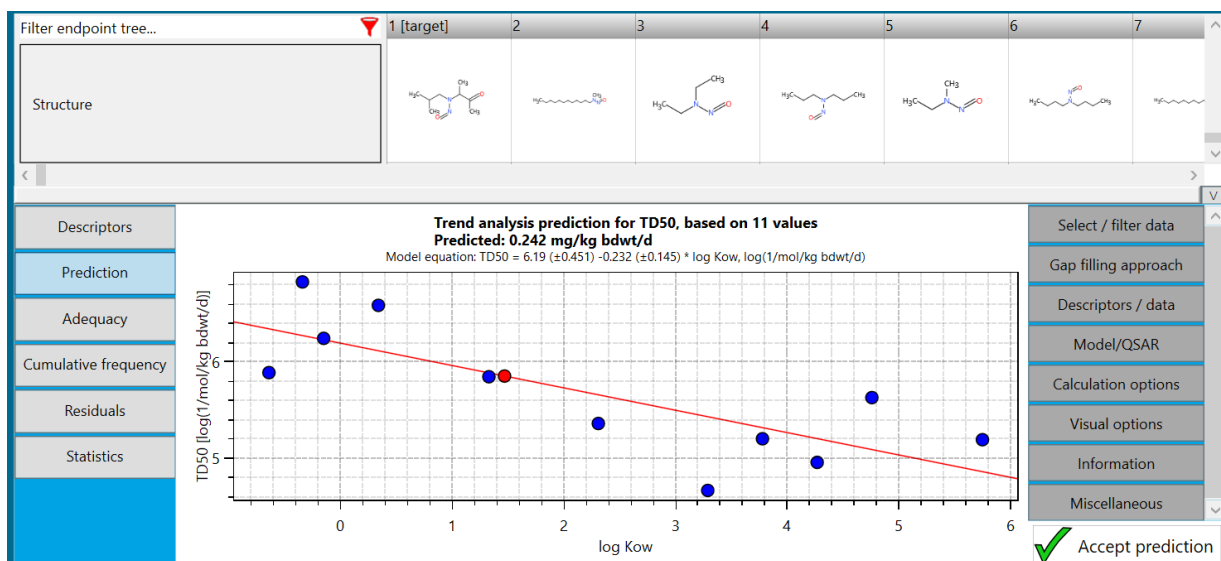 Filter endpoint tree...
1 [target]
2
3
4
5
6
7
Structure
V
Descriptors
Prediction
Adequacy
Cumulative frequency
Residuals
Statistics
Trend analysis prediction for TD50, based on 11 values
Predicted: 0.242 mg/kg bdwt/d
Model equation: TD50 = 6.19 (±0.451) -0.232 (±0.145) * log Kow, log(1/mol/kg bdwt/d)
TD50 [log(1/mol/kg bdwt/d)]
6
5
0
1
2
3
4
5
6
log Kow
Select / filter data
Gap filling approach
Descriptors / data
Model/QSAR
Calculation options
Visual options
Information
Miscellaneous
Accept prediction